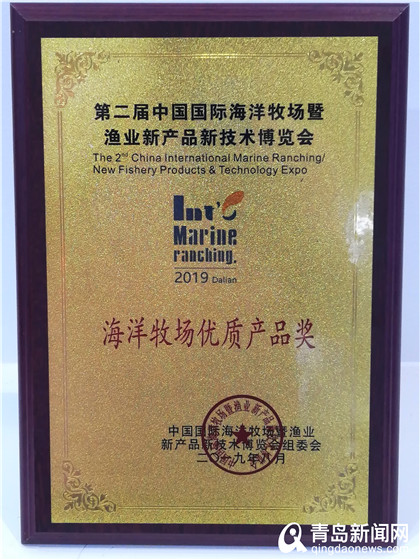 第二届中国国际海洋牧场暨
渔业新产品新技术博览会
The 2nd China International Marine Ranching/
New Fishery Products & Technology Expo
Int'l
Marine
ranching.
2019 Dalian
海洋牧场优质产品奖
中国国际海洋牧场暨渔业
新产品新技术博览会组委会
二〇一九年八月
青岛新闻网
qingdaonews.com